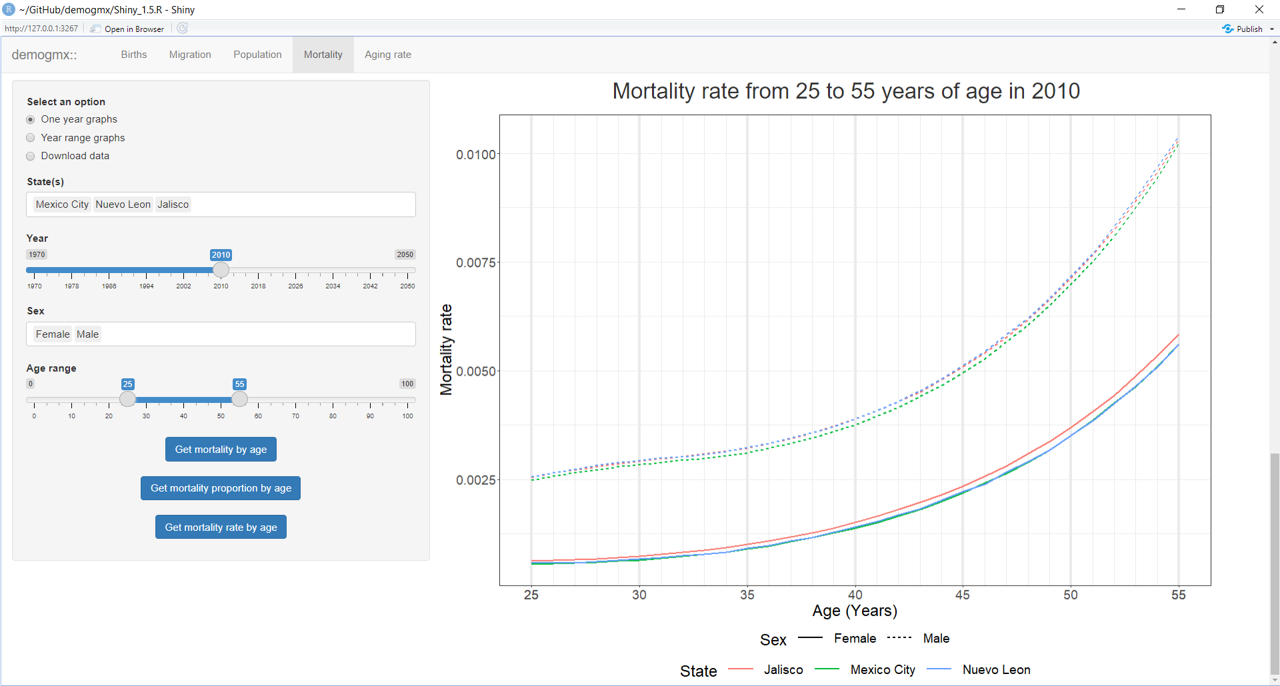 ~/GitHub/demogmx/Shiny_1.5.R - Shiny
http://127.0.0.1:3267 Open in Browser Publish
demogmx:: Births Migration Population Mortality Aging rate
Select an option
One year graphs
Year range graphs
Download data
State(s)
Mexico City Nuevo Leon Jalisco
Year
1970 2010 2050
1970 1978 1986 1994 2002 2010 2018 2026 2034 2042 2050
Sex
Female Male
Age range
0 25 55 100
0 10 20 30 40 50 60 70 80 90 100
Get mortality by age
Get mortality proportion by age
Get mortality rate by age
Mortality rate from 25 to 55 years of age in 2010
Mortality rate
0.0100
0.0075
0.0050
0.0025
25 30 35 40 45 50 55
Age (Years)
Sex Female Male
State Jalisco Mexico City Nuevo Leon